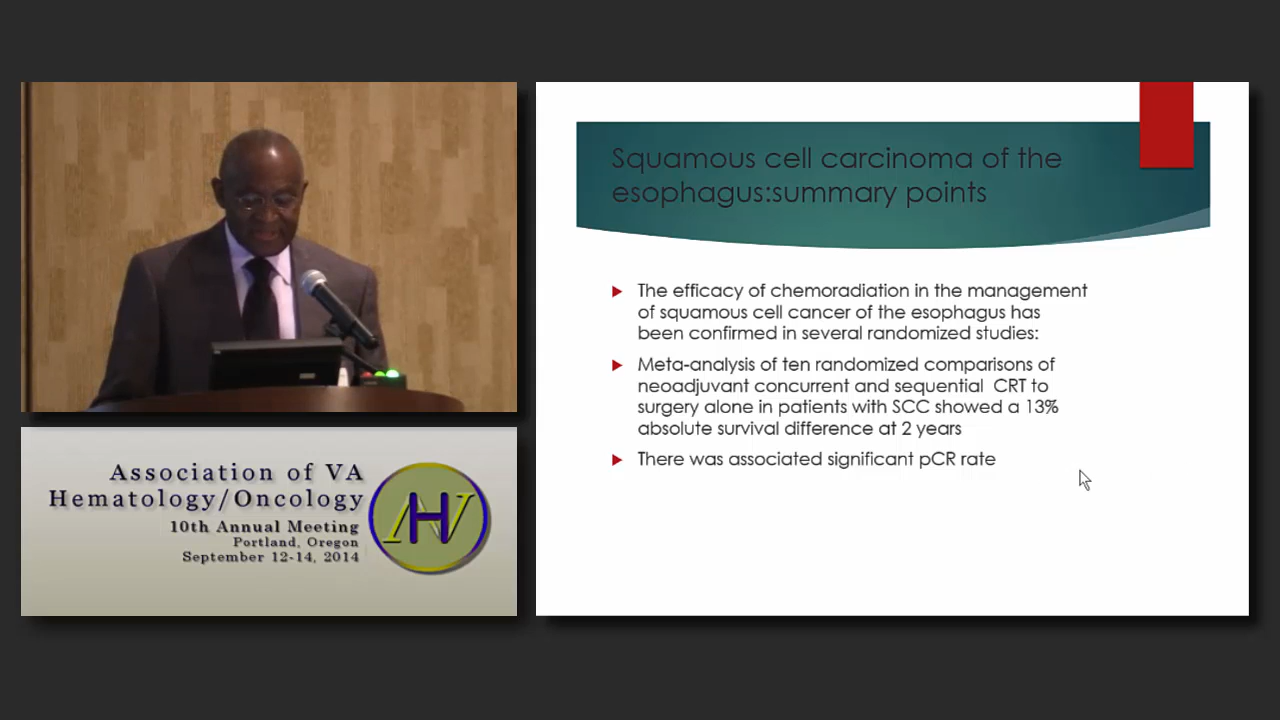 Association of VA
Hematology/Oncology
10th Annual Meeting
Portland, Oregon
September 12-14, 2014
Squamous cell carcinoma of the
esophagus:summary points
The efficacy of chemoradiation in the management
of squamous cell cancer of the esophagus has
been confirmed in several randomized studies:
Meta-analysis of ten randomized comparisons of
neoadjuvant concurrent and sequential CRT to
surgery alone in patients with SCC showed a 13%
absolute survival difference at 2 years
There was associated significant pCR rate